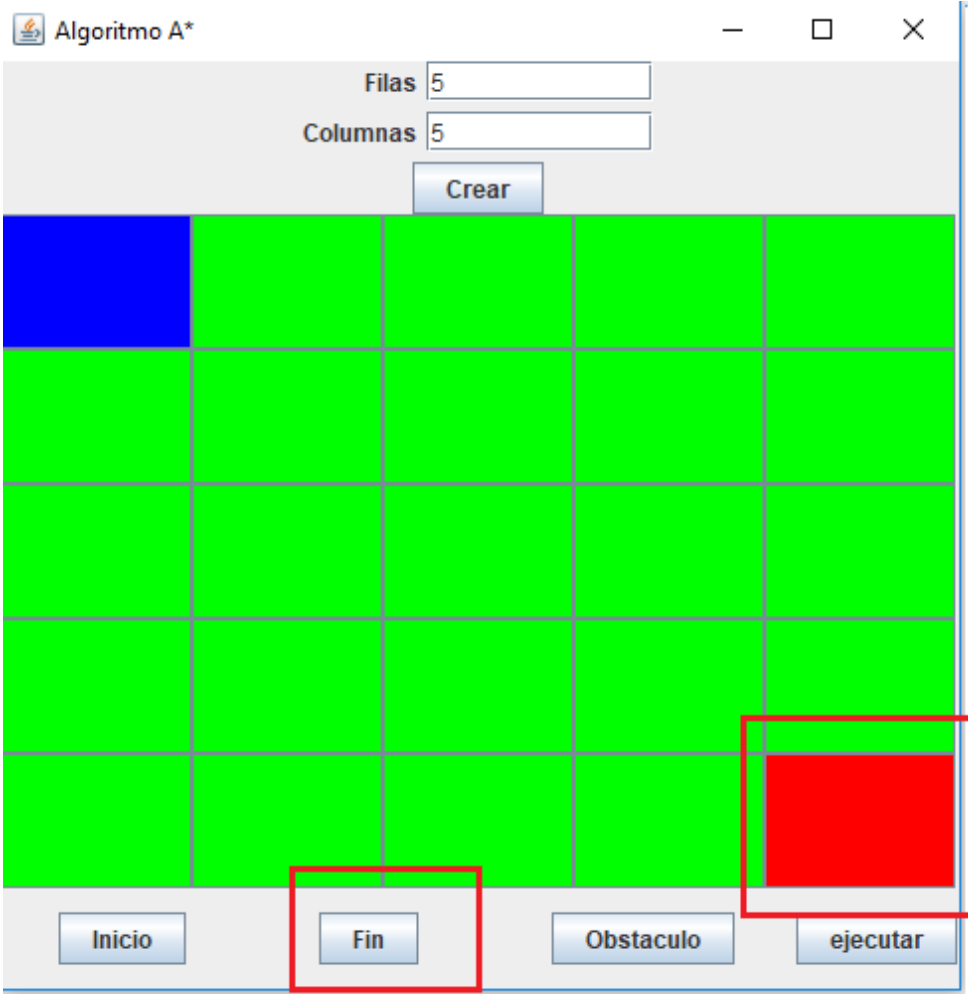 Algoritmo A*
Filas 5
Columnas 5
Crear
Inicio Fin Obstaculo ejecutar